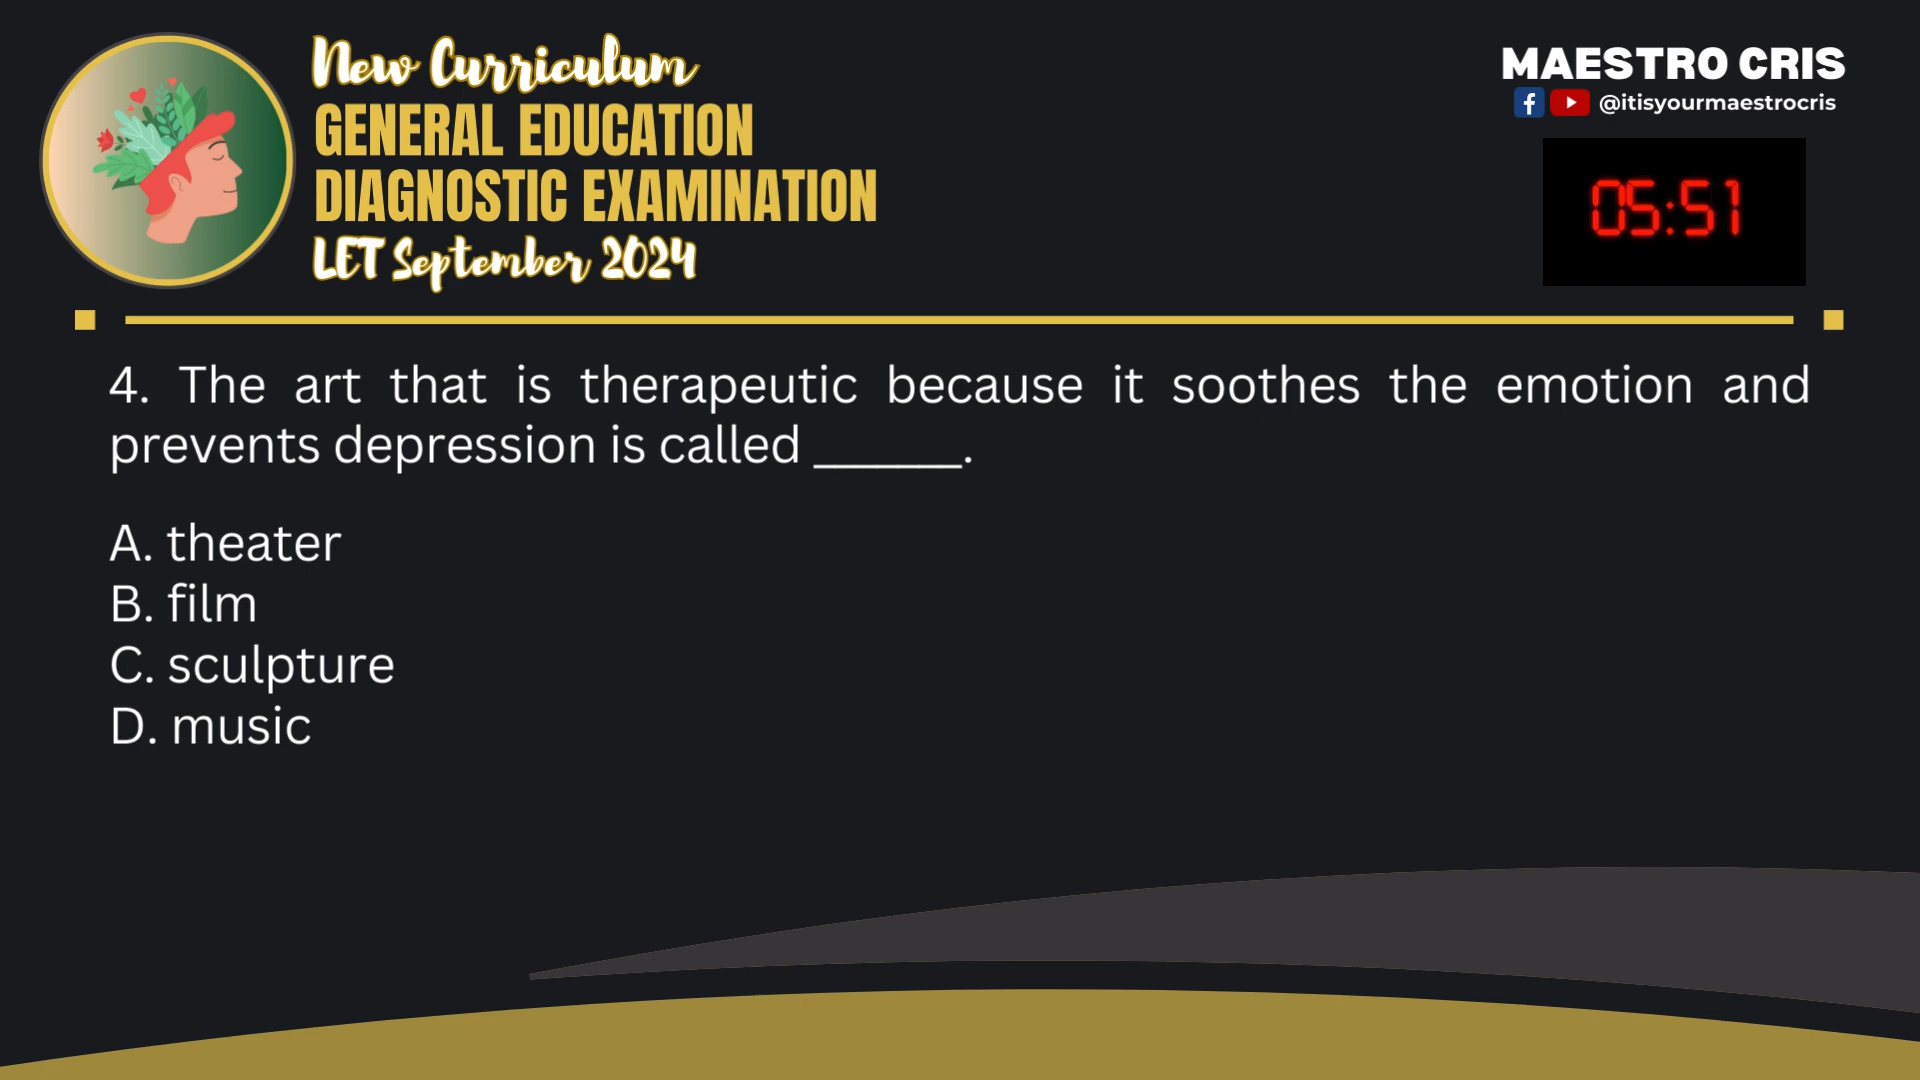 New Curriculum
GENERAL EDUCATION
DIAGNOSTIC EXAMINATION
LET September 2024
MAESTRO CRIS
@itisyourmaestrocris
05:51
4. The art that is therapeutic because it soothes the emotion and
prevents depression is called _______.
A. theater
B. film
C. sculpture
D. music